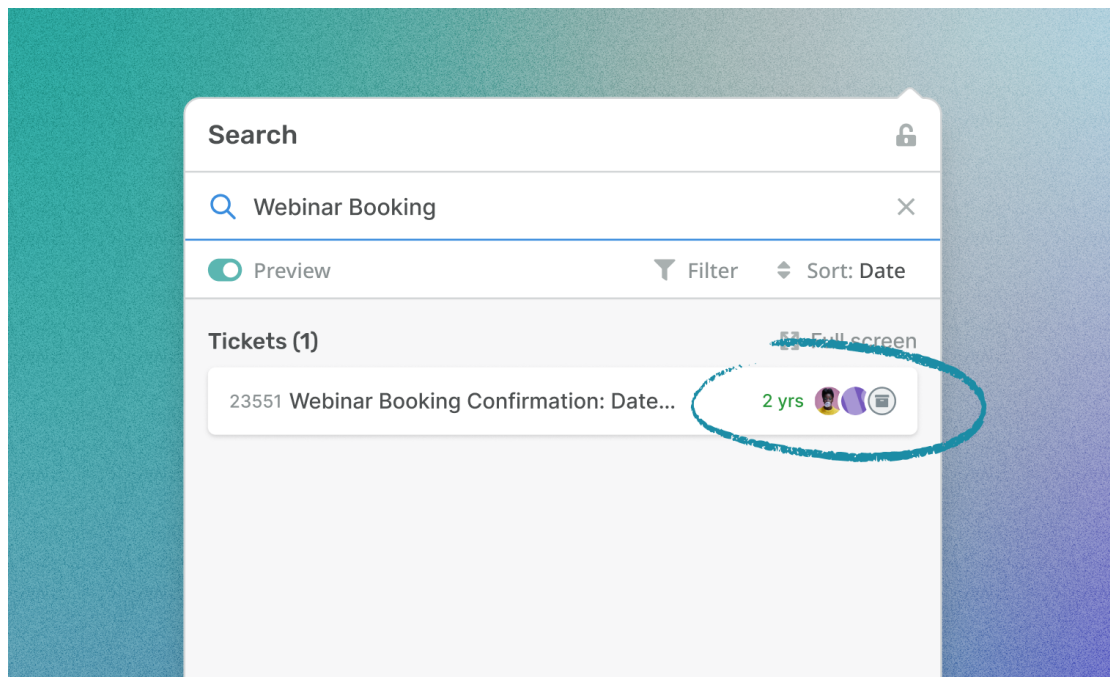 Search
Webinar Booking
Preview Filter Sort: Date
Tickets (1) Full screen
23551 Webinar Booking Confirmation: Date... 2 yrs